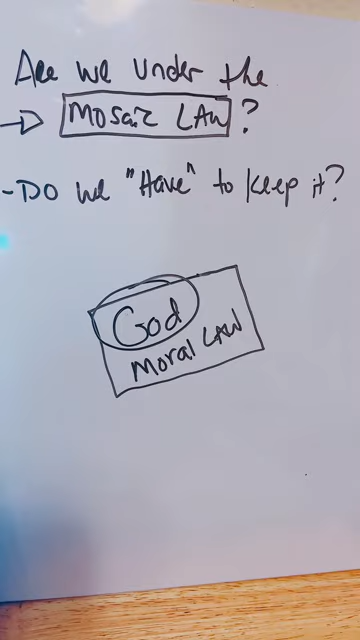 Are we under the
→ Mosaic LAW?
- Do we "Have" to keep it?
God
Moral LAW